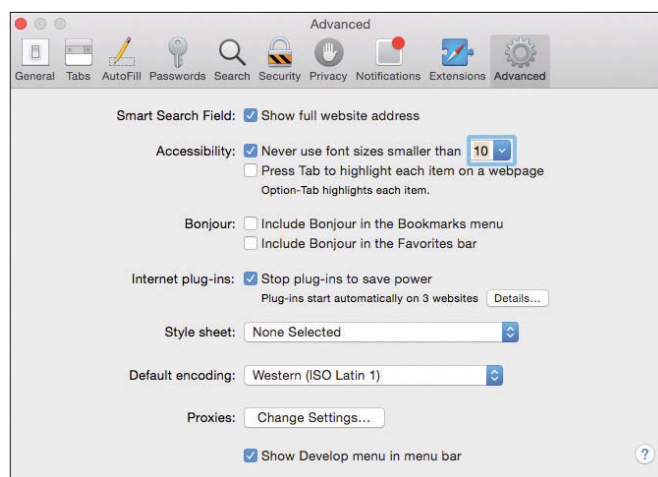 Advanced
General Tabs AutoFill Passwords Search Security Privacy Notifications Extensions Advanced
Smart Search Field: Show full website address
Accessibility: Never use font sizes smaller than 10
Press Tab to highlight each item on a webpage
Option-Tab highlights each item.
Bonjour: Include Bonjour in the Bookmarks menu
Include Bonjour in the Favorites bar
Internet plug-ins: Stop plug-ins to save power
Plug-ins start automatically on 3 websites Details...
Style sheet: None Selected
Default encoding: Western (ISO Latin 1)
Proxies: Change Settings...
Show Develop menu in menu bar
?